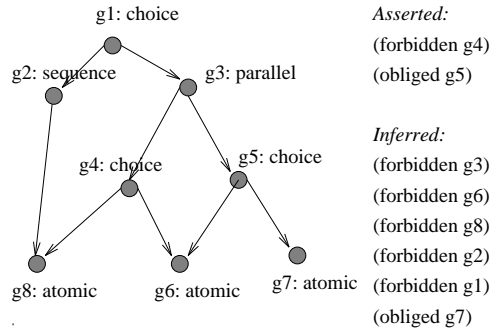 g1: choice
g2: sequence
g3: parallel
g4: choice
g5: choice
g8: atomic
g6: atomic
g7: atomic
Asserted:
(forbidden g4)
(obliged g5)
Inferred:
(forbidden g3)
(forbidden g6)
(forbidden g8)
(forbidden g2)
(forbidden g1)
(obliged g7)